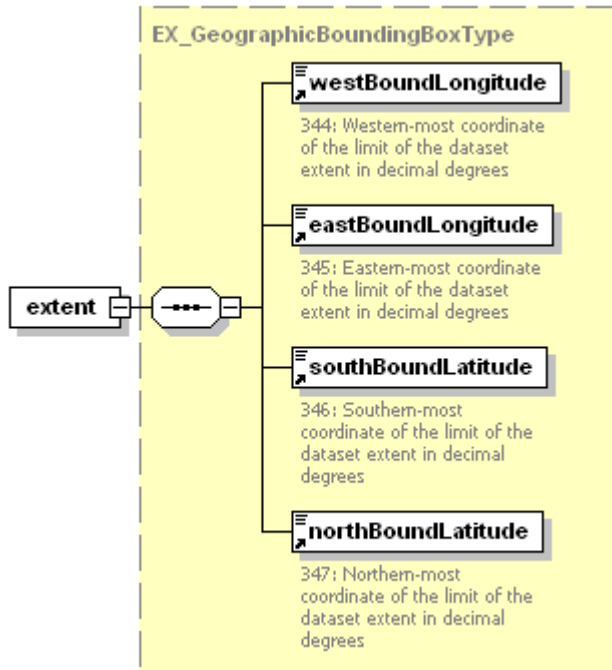 EX_GeographicBoundingBoxType
westBoundLongitude
344: Western-most coordinate
of the limit of the dataset
extent in decimal degrees
eastBoundLongitude
345: Eastern-most coordinate
of the limit of the dataset
extent in decimal degrees
extent
southBoundLatitude
346: Southern-most
coordinate of the limit of the
dataset extent in decimal
degrees
northBoundLatitude
347: Northern-most
coordinate of the limit of the
dataset extent in decimal
degrees